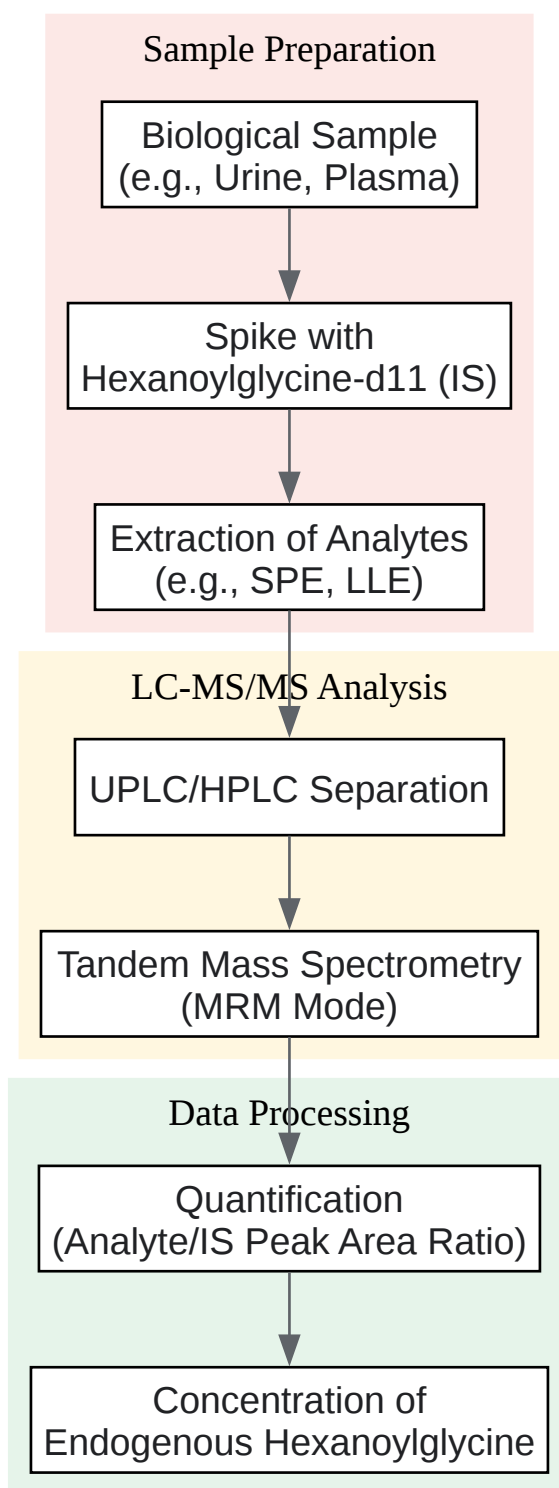 Sample Preparation
Biological Sample
(e.g., Urine, Plasma)
Spike with
Hexanoylglycine-d11 (IS)
Extraction of Analytes
(e.g., SPE, LLE)
LC-MS/MS Analysis
UPLC/HPLC Separation
Tandem Mass Spectrometry
(MRM Mode)
Data Processing
Quantification
(Analyte/IS Peak Area Ratio)
Concentration of
Endogenous Hexanoylglycine